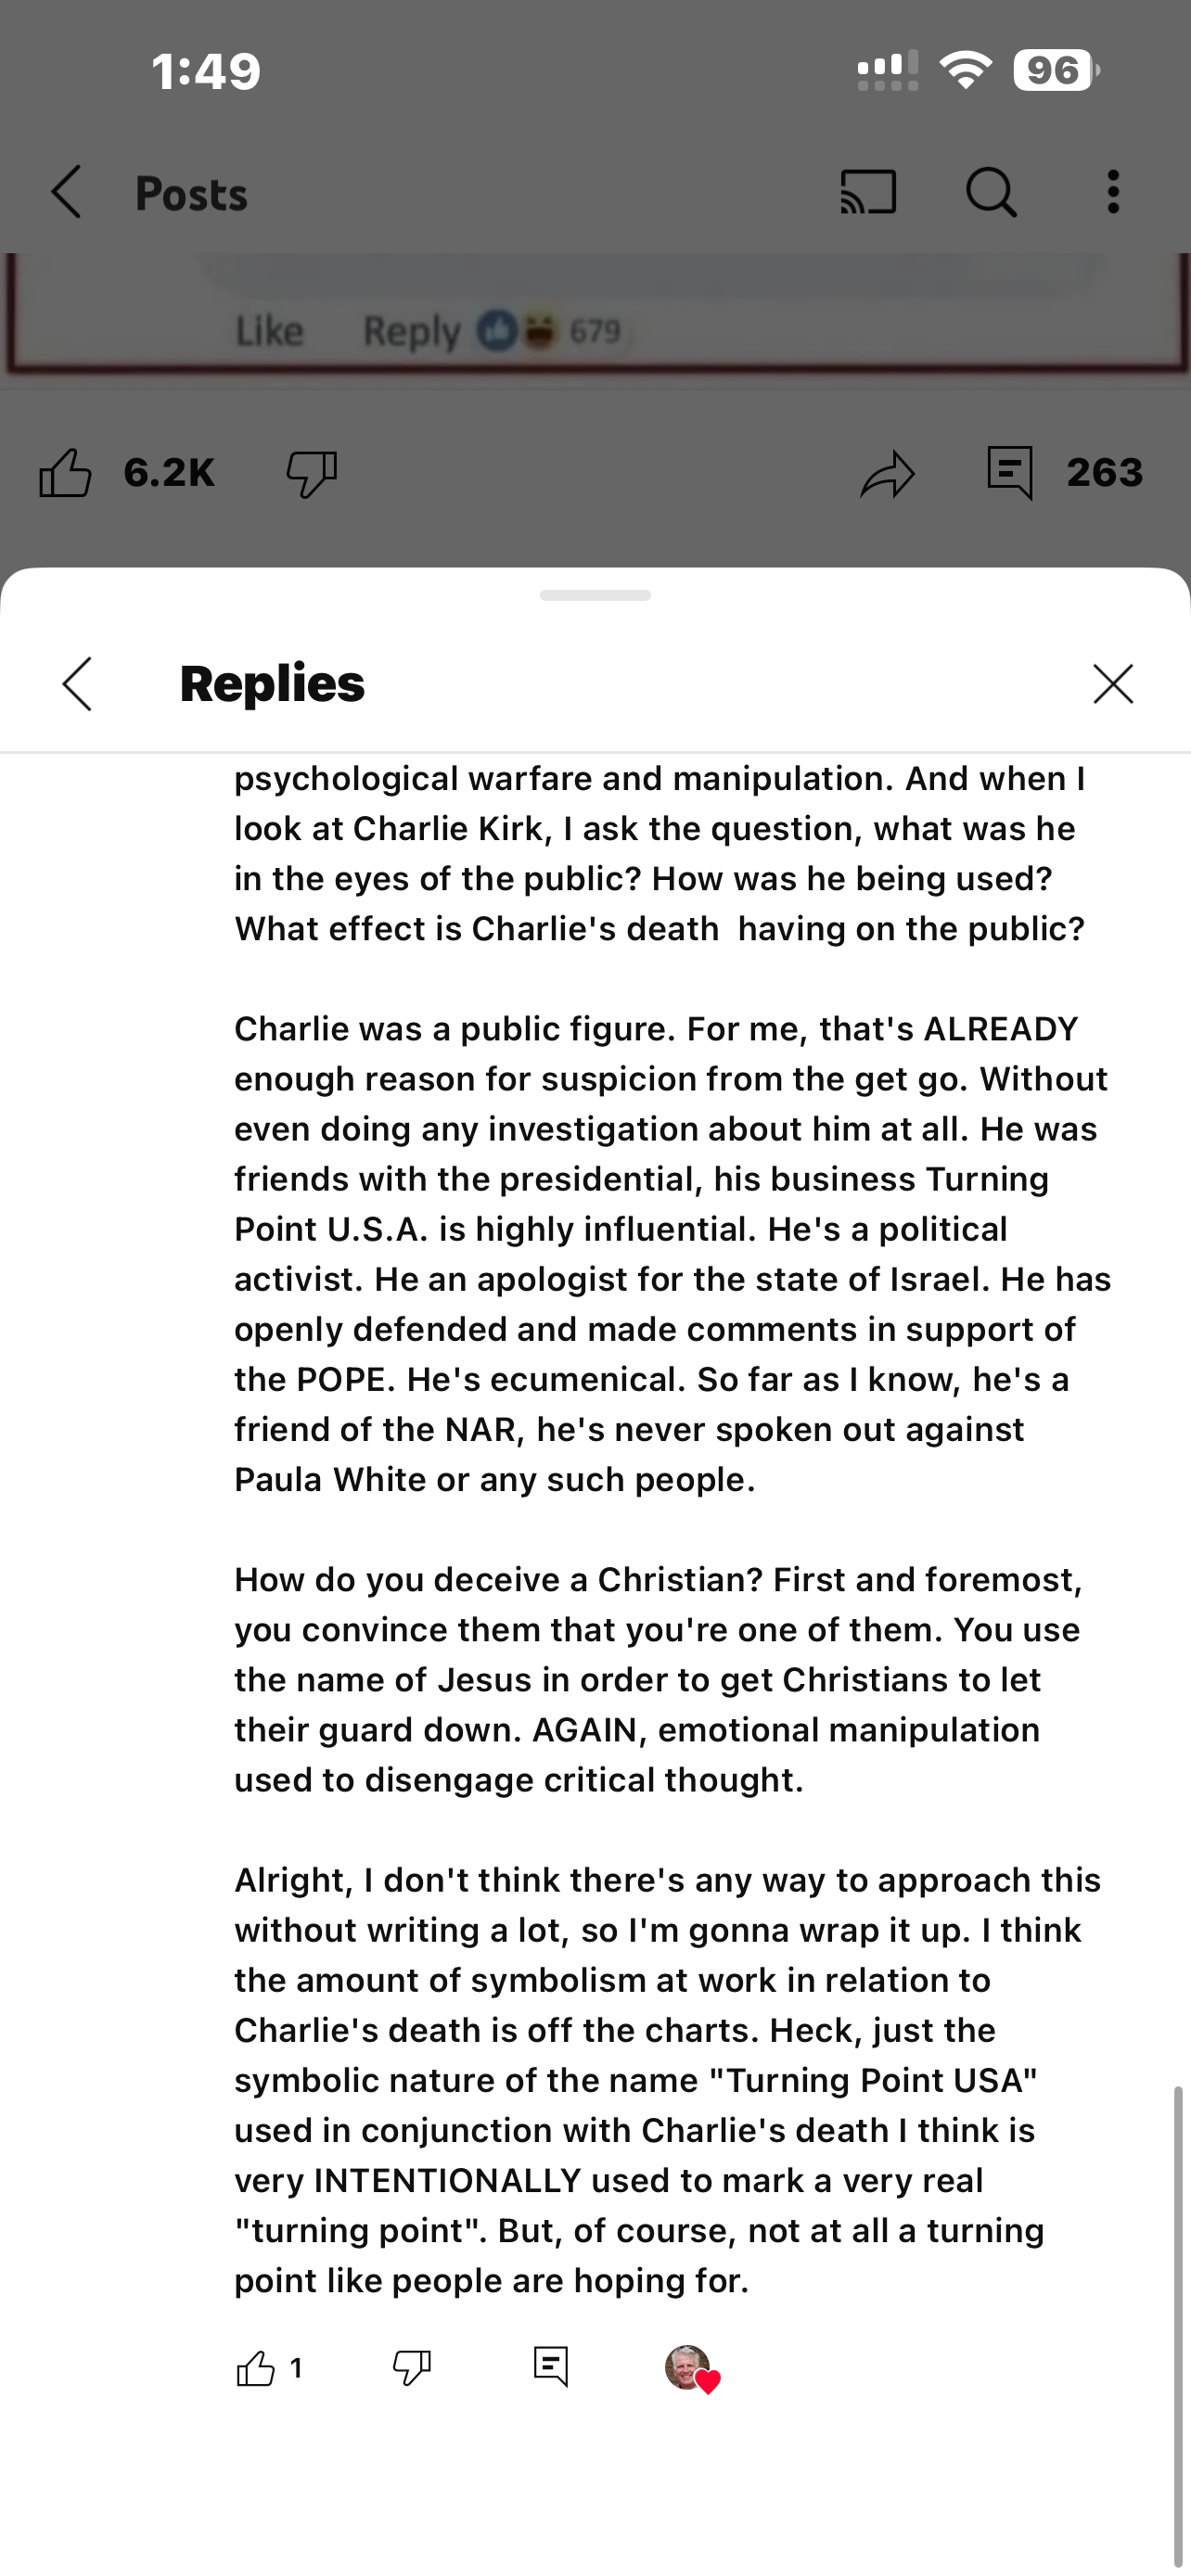 1:49
96
Posts
Like Reply 679
6.2K
263
Replies
psychological warfare and manipulation. And when I
look at Charlie Kirk, I ask the question, what was he
in the eyes of the public? How was he being used?
What effect is Charlie's death  having on the public?
Charlie was a public figure. For me, that's ALREADY
enough reason for suspicion from the get go. Without
even doing any investigation about him at all. He was
friends with the presidential, his business Turning
Point U.S.A. is highly influential. He's a political
activist. He an apologist for the state of Israel. He has
openly defended and made comments in support of
the POPE. He's ecumenical. So far as I know, he's a
friend of the NAR, he's never spoken out against
Paula White or any such people.
How do you deceive a Christian? First and foremost,
you convince them that you're one of them. You use
the name of Jesus in order to get Christians to let
their guard down. AGAIN, emotional manipulation
used to disengage critical thought.
Alright, I don't think there's any way to approach this
without writing a lot, so I'm gonna wrap it up. I think
the amount of symbolism at work in relation to
Charlie's death is off the charts. Heck, just the
symbolic nature of the name "Turning Point USA"
used in conjunction with Charlie's death I think is
very INTENTIONALLY used to mark a very real
"turning point". But, of course, not at all a turning
point like people are hoping for.
1